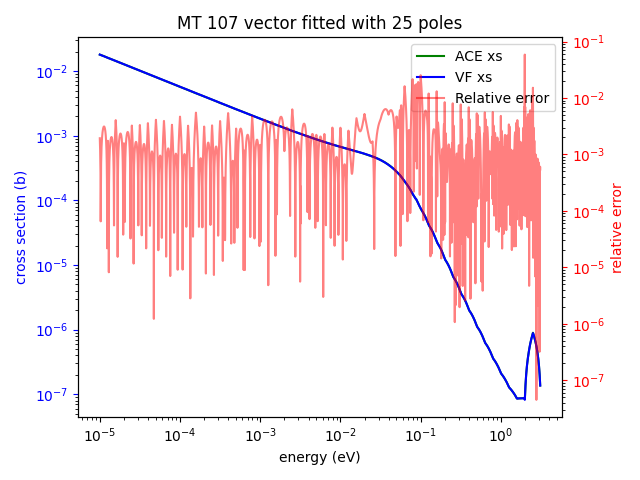 MT 107 vector fitted with 25 poles
ACE xs
VF xs
Relative error
cross section (b)
10⁻²
10⁻³
10⁻⁴
10⁻⁵
10⁻⁶
10⁻⁷
10⁻¹
10⁻²
10⁻³
10⁻⁴
10⁻⁵
10⁻⁶
10⁻⁷
relative error
10⁻⁵ 10⁻⁴ 10⁻³ 10⁻² 10⁻¹ 10⁰
energy (eV)